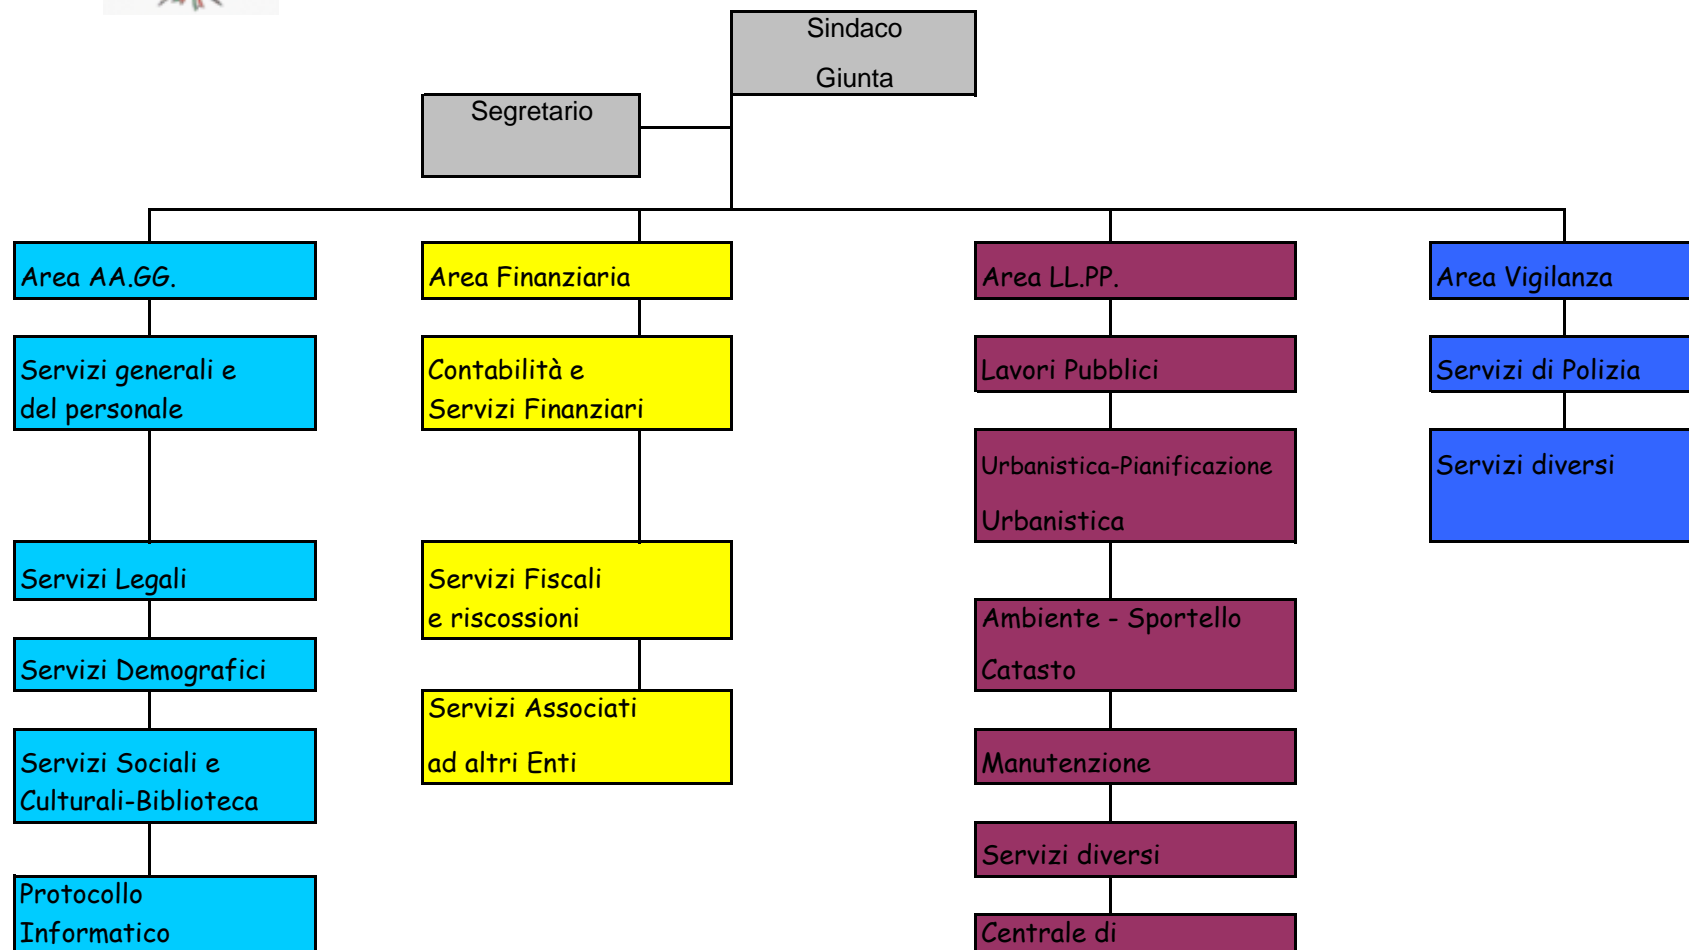 Sindaco
Giunta
Segretario
Area AA.GG.
Servizi generali e
del personale
Servizi Legali
Servizi Demografici
Servizi Sociali e
Culturali-Biblioteca
Protocollo
Informatico
Area Finanziaria
Contabilità e
Servizi Finanziari
Servizi Fiscali
e riscossioni
Servizi Associati
ad altri Enti
Area LL.PP.
Lavori Pubblici
Urbanistica-Pianificazione
Urbanistica
Ambiente - Sportello
Catasto
Manutenzione
Servizi diversi
Centrale di
Area Vigilanza
Servizi di Polizia
Servizi diversi